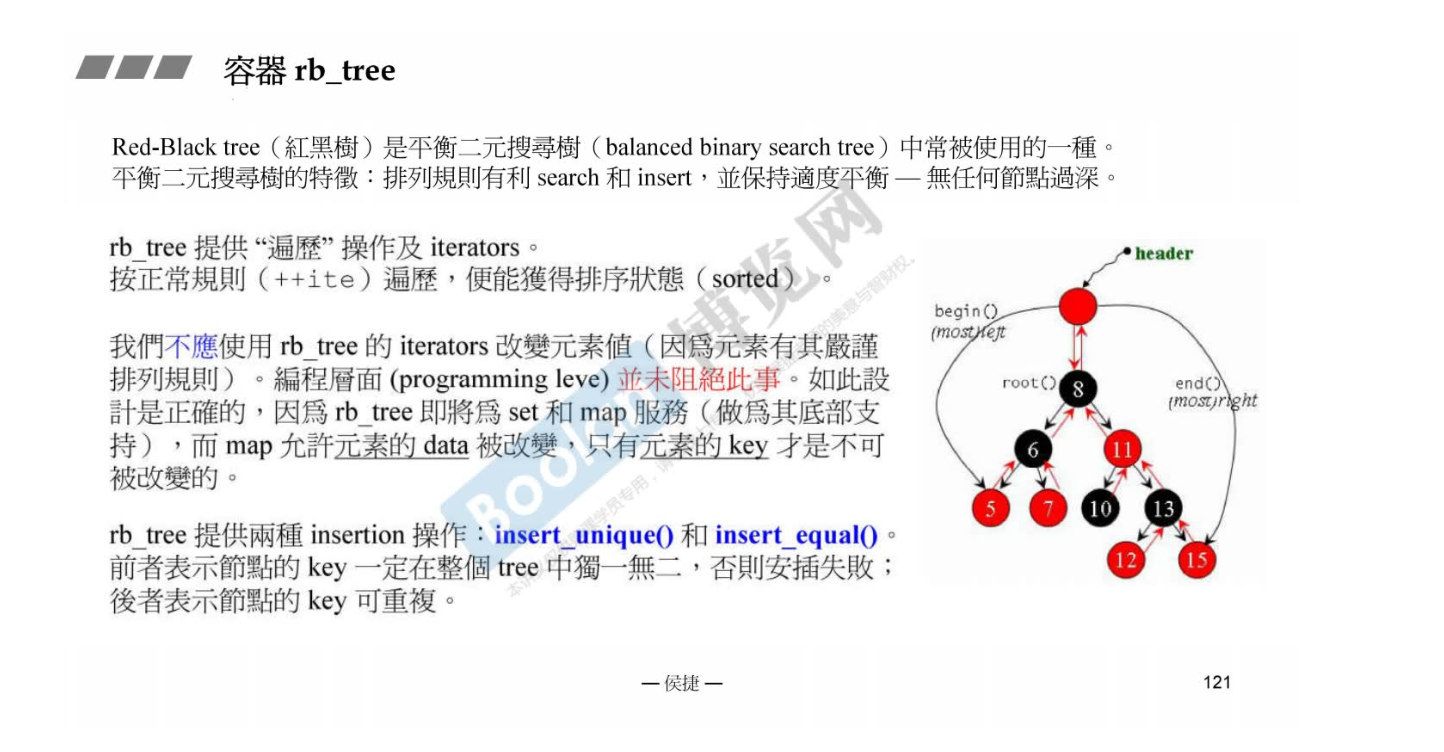 容器 rb_tree
Red-Black tree（紅黑樹）是平衡二元搜尋樹（balanced binary search tree）中常被使用的一種。
平衡二元搜尋樹的特徵：排列規則有利 search 和 insert，並保持適度平衡 — 無任何節點過深。
rb_tree 提供 “遍歷” 操作及 iterators。
按正常規則（++ite）遍歷，便能獲得排序狀態（sorted）。
我們不應使用 rb_tree 的 iterators 改變元素值（因為元素有其嚴謹
排列規則）。編程層面 (programming leve) 並未阻絕此事。如此設
計是正確的，因為 rb_tree 即將為 set 和 map 服務（做為其底部支
持），而 map 允許元素的 data 被改變，只有元素的 key 才是不可
被改變的。
rb_tree 提供兩種 insertion 操作：insert_unique() 和 insert_equal()。
前者表示節點的 key 一定在整個 tree 中獨一無二，否則安插失敗；
後者表示節點的 key 可重複。
header
begin()
(most)left
root()
end()
(most)right
8
6
11
5
7
10
13
12
15
Boolan
博览网
— 侯捷 —
121